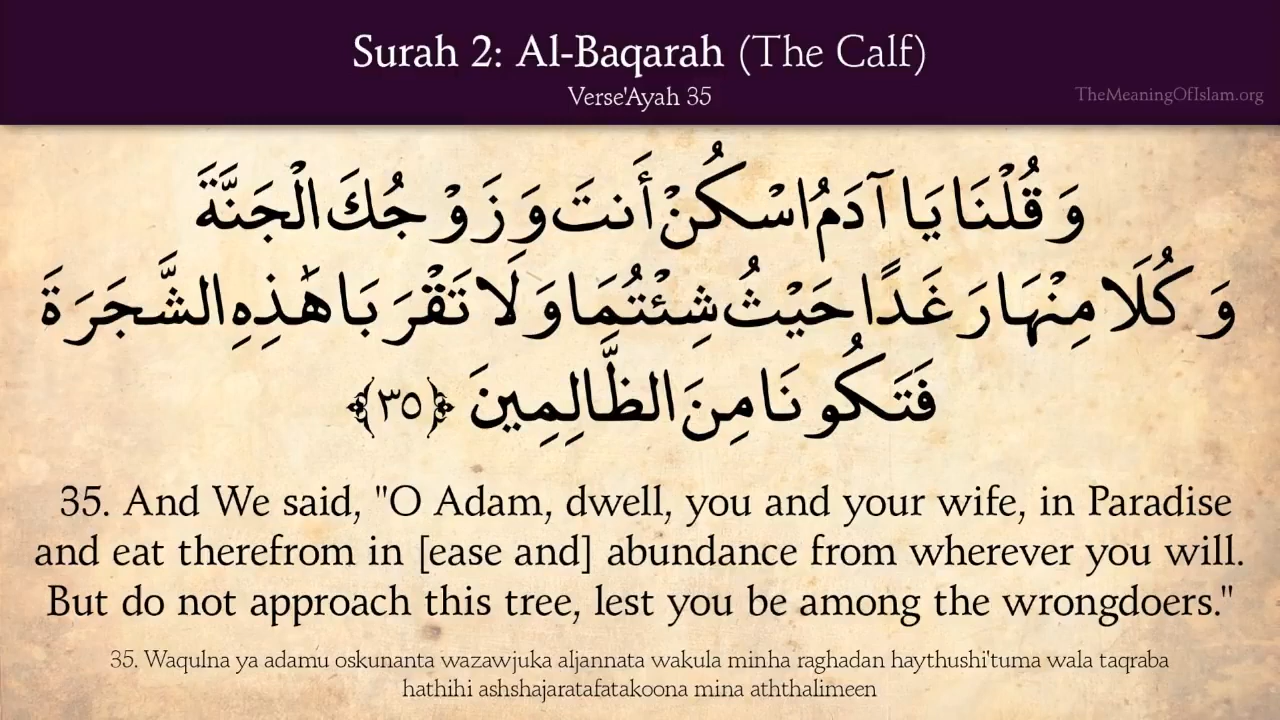 Surah 2: Al-Baqarah (The Calf)
Verse'Ayah 35
TheMeaningOfIslam.org
وَقُلْنَا يَا آدَمُ اسْكُنْ أَنتَ وَزَوْجُكَ الْجَنَّةَ
وَكُلَا مِنْهَا رَغَدًا حَيْثُ شِئْتُمَا وَلَا تَقْرَبَا هَٰذِهِ الشَّجَرَةَ
فَتَكُونَا مِنَ الظَّالِمِينَ ﴿٣٥﴾
35. And We said, "O Adam, dwell, you and your wife, in Paradise
and eat therefrom in [ease and] abundance from wherever you will.
But do not approach this tree, lest you be among the wrongdoers."
35. Waqulna ya adamu oskunanta wazawjuka aljannata wakula minha raghadan haythushi'tuma wala taqraba
hathihi ashshajaratafatakoona mina aththalimeen